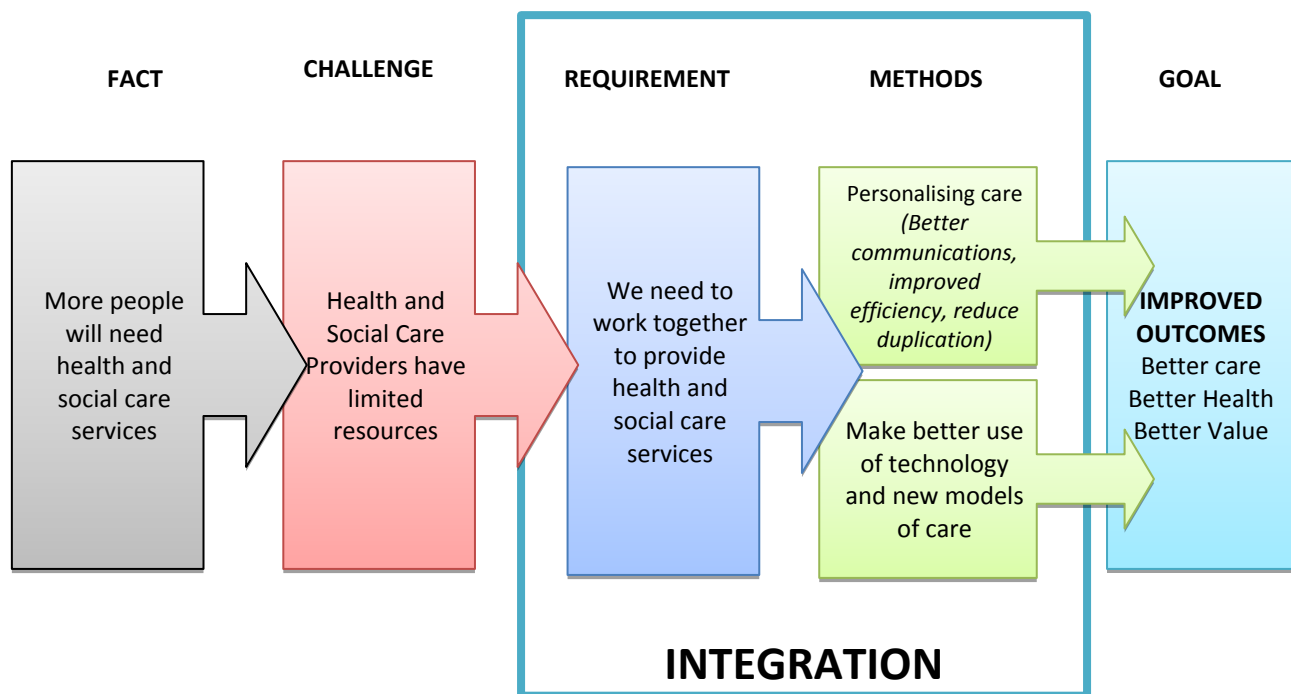 FACT
CHALLENGE
REQUIREMENT
METHODS
GOAL
More people
will need
health and
social care
services
Health and
Social Care
Providers have
limited
resources
We need to
work together
to provide
health and
social care
services
Personalising care
(Better
communications,
improved
efficiency, reduce
duplication)
Make better use
of technology
and new models
of care
IMPROVED
OUTCOMES
Better care
Better Health
Better Value
INTEGRATION